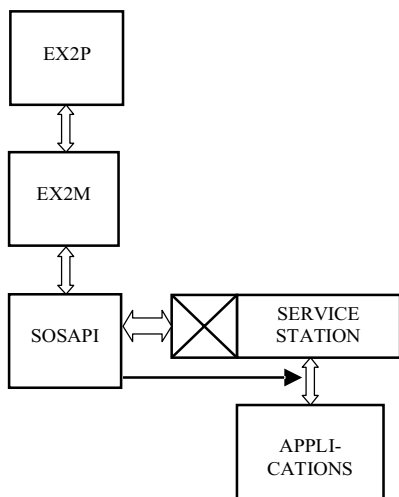 EX2P
EX2M
SOSAPI
SERVICE
STATION
APPLI-
CATIONS